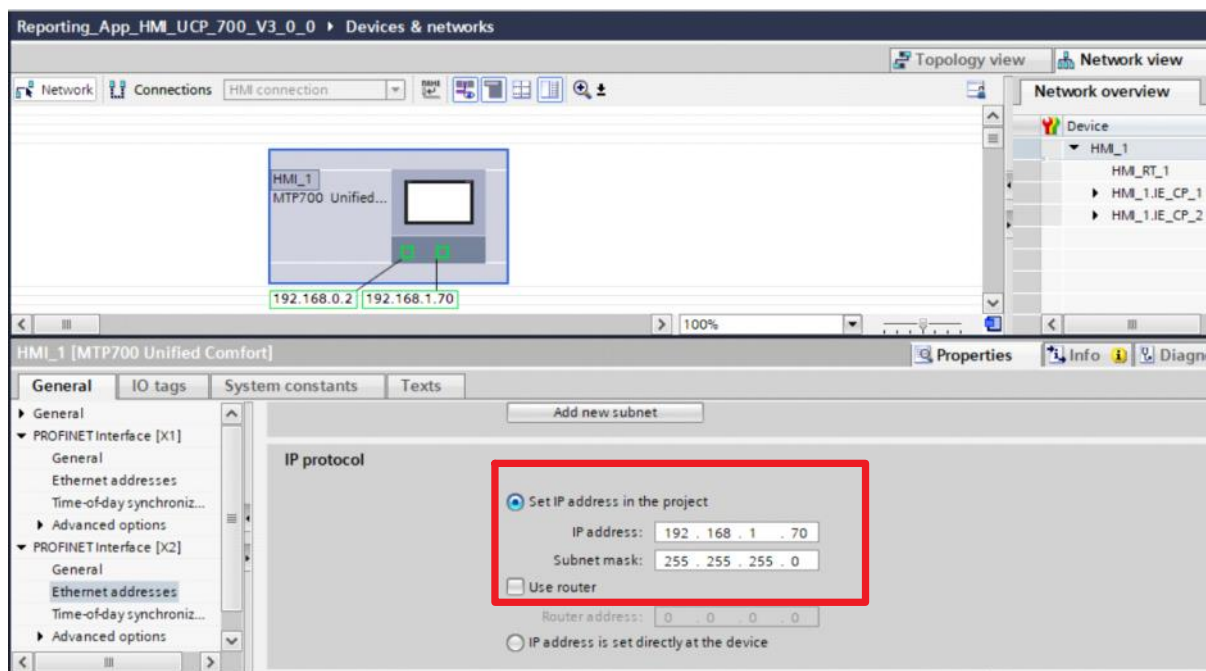 Reporting_App_HMI_UCP_700_V3_0_0 ▸ Devices & networks
Topology view
Network view
Network
Connections
HMI connection
Network overview
Device
HMI_1
HMI_RT_1
HMI_1.IE_CP_1
HMI_1.IE_CP_2
HMI_1
MTP700 Unified...
192.168.0.2
192.168.1.70
100%
HMI_1 [MTP700 Unified Comfort]
Properties
Info
Diagn
General
IO tags
System constants
Texts
General
PROFINET Interface [X1]
General
Ethernet addresses
Time-of-day synchroniz...
Advanced options
PROFINET Interface [X2]
General
Ethernet addresses
Time-of-day synchroniz...
Advanced options
Add new subnet
IP protocol
Set IP address in the project
IP address: 192 . 168 . 1 . 70
Subnet mask: 255 . 255 . 255 . 0
Use router
Router address: 0 . 0 . 0 . 0
IP address is set directly at the device